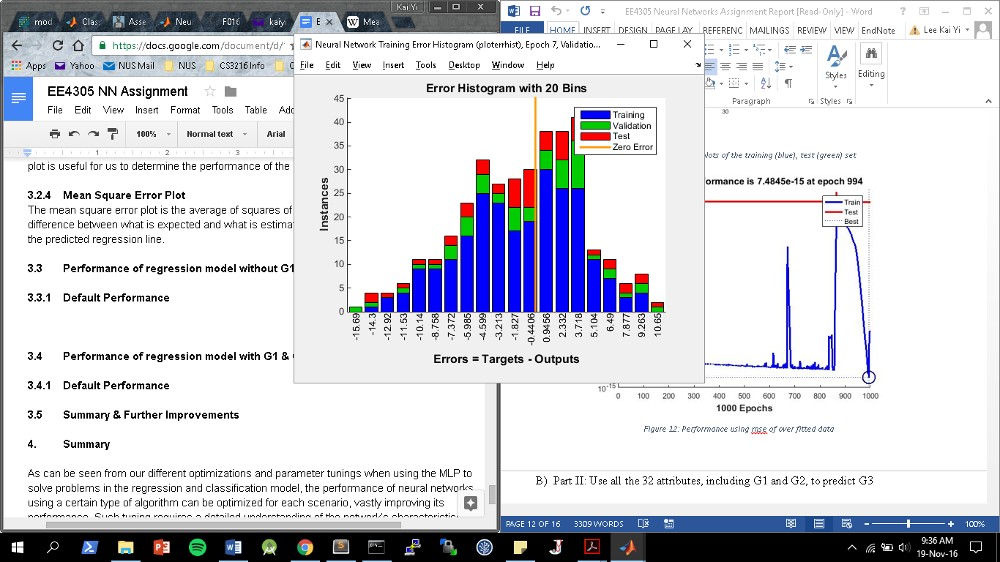 Kai Yi
mod
Clas
Asse
Neu
F016
kaiyi
E
Mea
https://docs.google.com/document/d/
Apps
Yahoo
NUS Mail
NUS
CS3216 Info
EE4305 NN Assignment
File Edit View Insert Format Tools Table
100% Normal text Arial
1 2 3
plot is useful for us to determine the performance of the
3.2.4 Mean Square Error Plot
The mean square error plot is the average of squares of
difference between what is expected and what is estimat
the predicted regression line.
3.3 Performance of regression model without G1
3.3.1 Default Performance
3.4 Performance of regression model with G1 &
3.4.1 Default Performance
3.5 Summary & Further Improvements
4. Summary
As can be seen from our different optimizations and parameter tunings when using the MLP to
solve problems in the regression and classification model, the performance of neural networks
using a certain type of algorithm can be optimized for each scenario, vastly improving its
performance. Such tuning requires a detailed understanding of the network's characteristi
Neural Network Training Error Histogram (ploterrhist), Epoch 7, Validatio...
File Edit View Insert Tools Desktop Window Help
Error Histogram with 20 Bins
Training
Validation
Test
Zero Error
Instances
45
40
35
30
25
20
15
10
5
0
-15.69
-14.3
-12.92
-11.53
-10.14
-8.758
-7.372
-5.985
-4.599
-3.213
-1.827
-0.4406
0.9456
2.332
3.718
5.104
6.49
7.877
9.263
10.65
Errors = Targets - Outputs
EE4305 Neural Networks Assignment Report [Read-Only] - Word
FILE HOME INSERT DESIGN PAGE LAY REFERENC MAILINGS REVIEW VIEW EndNote Lee Kai Yi
Styles
Editing
Paragraph
Styles
30
plots of the training (blue), test (green) set
formance is 7.4845e-15 at epoch 994
Train
Test
Best
10-15
0 100 200 300 400 500 600 700 800 900 1000
1000 Epochs
Figure 12: Performance using mse of over fitted data
B) Part II: Use all the 32 attributes, including G1 and G2, to predict G3
PAGE 12 OF 16 3309 WORDS 100%
9:36 AM
19-Nov-16